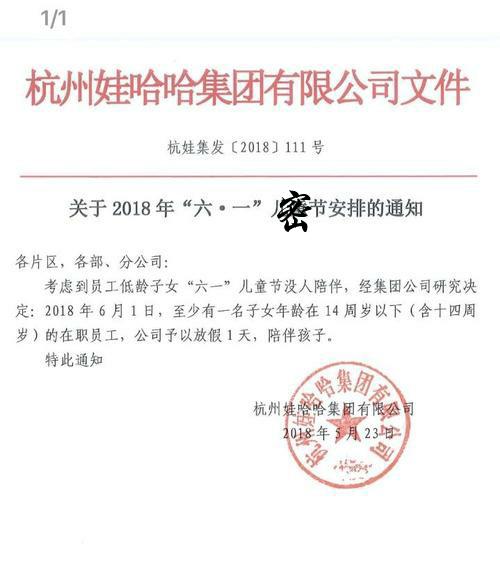 1/1
杭州娃哈哈集团有限公司文件
杭娃集发〔2018〕111 号
关于 2018 年“六·一”儿密节安排的通知
各片区，各部、分公司：
考虑到员工低龄子女“六一”儿童节没人陪伴，经集团公司研究决
定：2018 年 6 月 1 日，至少有一名子女年龄在 14 周岁以下（含十四周
岁）的在职员工，公司予以放假 1 天，陪伴孩子。
特此通知
杭州娃哈哈集团有限公司
2018 年 5 月 23 日
杭州娃哈哈集团有限公司